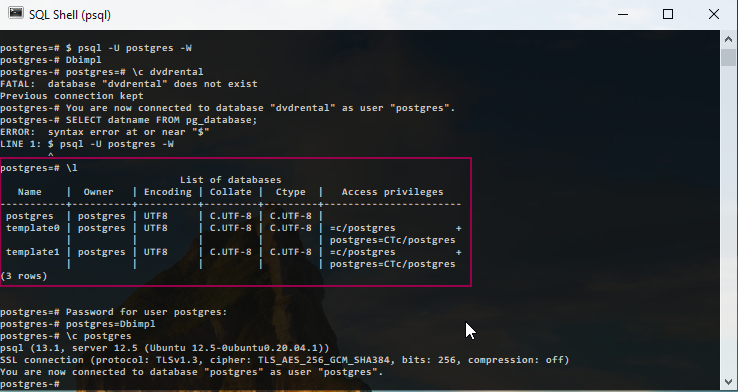 SQL Shell (psql)
postgres=# $ psql -U postgres -W
postgres-# Dbimpl
postgres-# postgres=# \c dvdrental
FATAL:  database "dvdrental" does not exist
Previous connection kept
postgres-# You are now connected to database "dvdrental" as user "postgres".
postgres-# SELECT datname FROM pg_database;
ERROR:  syntax error at or near "$"
LINE 1: $ psql -U postgres -W
        ^
postgres=# \l
                              List of databases
   Name    |  Owner   | Encoding | Collate |  Ctype  |   Access privileges
-----------+----------+----------+---------+---------+-----------------------
 postgres  | postgres | UTF8     | C.UTF-8 | C.UTF-8 |
 template0 | postgres | UTF8     | C.UTF-8 | C.UTF-8 | =c/postgres          +
           |          |          |         |         | postgres=CTc/postgres
 template1 | postgres | UTF8     | C.UTF-8 | C.UTF-8 | =c/postgres          +
           |          |          |         |         | postgres=CTc/postgres
(3 rows)
postgres=# Password for user postgres:
postgres-# postgres=Dbimpl
postgres-# \c postgres
psql (13.1, server 12.5 (Ubuntu 12.5-0ubuntu0.20.04.1))
SSL connection (protocol: TLSv1.3, cipher: TLS_AES_256_GCM_SHA384, bits: 256, compression: off)
You are now connected to database "postgres" as user "postgres".
postgres-#